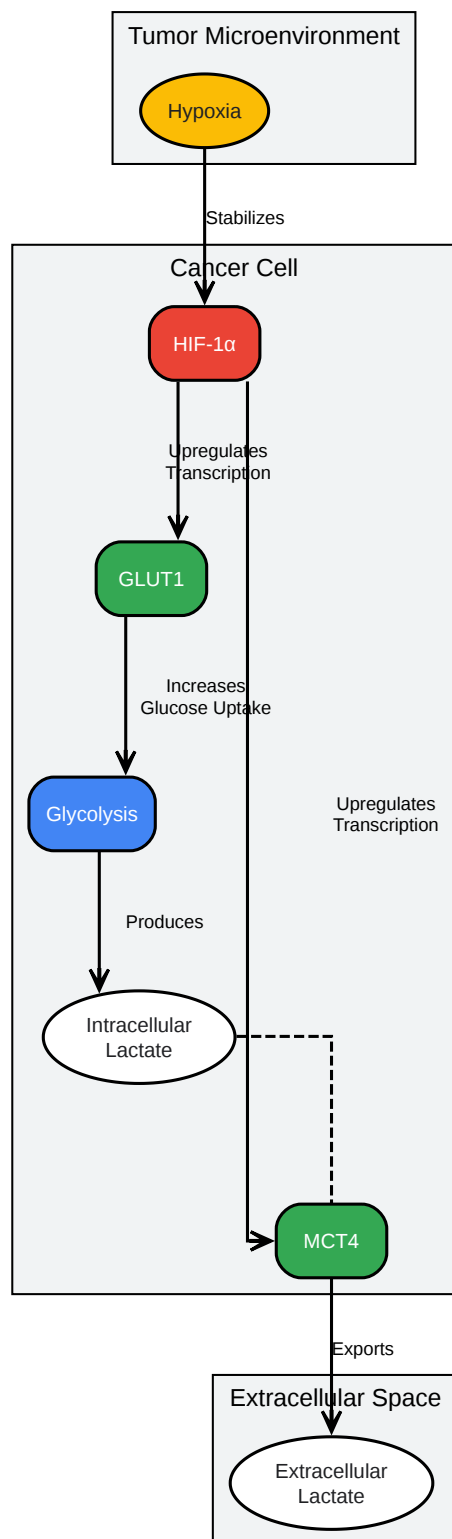 Tumor Microenvironment
Hypoxia
Stabilizes
Cancer Cell
HIF-1α
Upregulates
Transcription
GLUT1
Increases
Glucose Uptake
Glycolysis
Upregulates
Transcription
Produces
Intracellular
Lactate
MCT4
Exports
Extracellular Space
Extracellular
Lactate